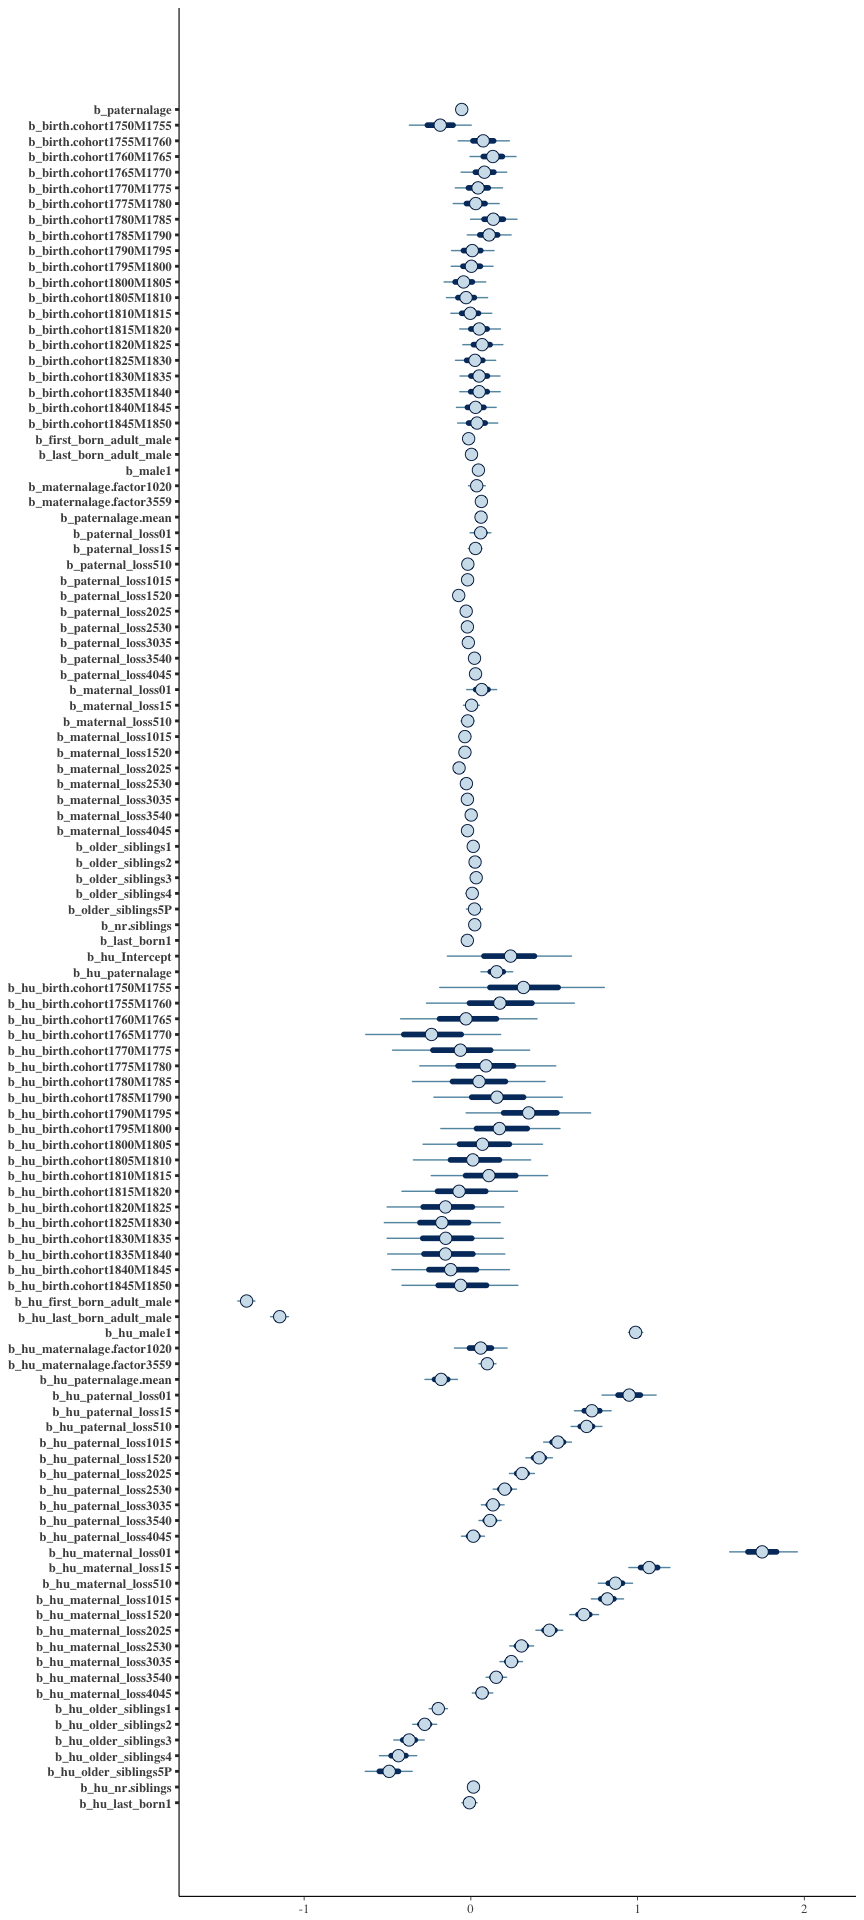 b_paternalage
b_birth.cohort1750M1755
b_birth.cohort1755M1760
b_birth.cohort1760M1765
b_birth.cohort1765M1770
b_birth.cohort1770M1775
b_birth.cohort1775M1780
b_birth.cohort1780M1785
b_birth.cohort1785M1790
b_birth.cohort1790M1795
b_birth.cohort1795M1800
b_birth.cohort1800M1805
b_birth.cohort1805M1810
b_birth.cohort1810M1815
b_birth.cohort1815M1820
b_birth.cohort1820M1825
b_birth.cohort1825M1830
b_birth.cohort1830M1835
b_birth.cohort1835M1840
b_birth.cohort1840M1845
b_birth.cohort1845M1850
b_first_born_adult_male
b_last_born_adult_male
b_male1
b_maternalage.factor1020
b_maternalage.factor3559
b_paternalage.mean
b_paternal_loss01
b_paternal_loss15
b_paternal_loss510
b_paternal_loss1015
b_paternal_loss1520
b_paternal_loss2025
b_paternal_loss2530
b_paternal_loss3035
b_paternal_loss3540
b_paternal_loss4045
b_maternal_loss01
b_maternal_loss15
b_maternal_loss510
b_maternal_loss1015
b_maternal_loss1520
b_maternal_loss2025
b_maternal_loss2530
b_maternal_loss3035
b_maternal_loss3540
b_maternal_loss4045
b_older_siblings1
b_older_siblings2
b_older_siblings3
b_older_siblings4
b_older_siblings5P
b_nr.siblings
b_last_born1
b_hu_Intercept
b_hu_paternalage
b_hu_birth.cohort1750M1755
b_hu_birth.cohort1755M1760
b_hu_birth.cohort1760M1765
b_hu_birth.cohort1765M1770
b_hu_birth.cohort1770M1775
b_hu_birth.cohort1775M1780
b_hu_birth.cohort1780M1785
b_hu_birth.cohort1785M1790
b_hu_birth.cohort1790M1795
b_hu_birth.cohort1795M1800
b_hu_birth.cohort1800M1805
b_hu_birth.cohort1805M1810
b_hu_birth.cohort1810M1815
b_hu_birth.cohort1815M1820
b_hu_birth.cohort1820M1825
b_hu_birth.cohort1825M1830
b_hu_birth.cohort1830M1835
b_hu_birth.cohort1835M1840
b_hu_birth.cohort1840M1845
b_hu_birth.cohort1845M1850
b_hu_first_born_adult_male
b_hu_last_born_adult_male
b_hu_male1
b_hu_maternalage.factor1020
b_hu_maternalage.factor3559
b_hu_paternalage.mean
b_hu_paternal_loss01
b_hu_paternal_loss15
b_hu_paternal_loss510
b_hu_paternal_loss1015
b_hu_paternal_loss1520
b_hu_paternal_loss2025
b_hu_paternal_loss2530
b_hu_paternal_loss3035
b_hu_paternal_loss3540
b_hu_paternal_loss4045
b_hu_maternal_loss01
b_hu_maternal_loss15
b_hu_maternal_loss510
b_hu_maternal_loss1015
b_hu_maternal_loss1520
b_hu_maternal_loss2025
b_hu_maternal_loss2530
b_hu_maternal_loss3035
b_hu_maternal_loss3540
b_hu_maternal_loss4045
b_hu_older_siblings1
b_hu_older_siblings2
b_hu_older_siblings3
b_hu_older_siblings4
b_hu_older_siblings5P
b_hu_nr.siblings
b_hu_last_born1
-1 0 1 2